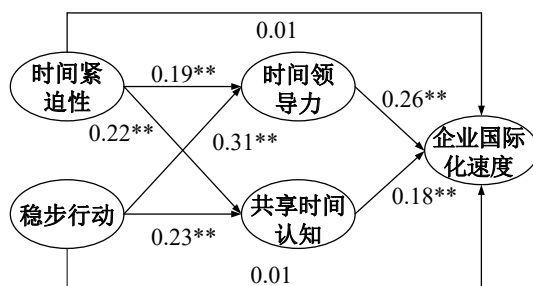 0.01
时间紧
迫性
0.19**
时间领
导力
0.26**
0.22**
0.31**
企业国际
化速度
稳步行动
0.23**
共享时间
认知
0.18**
0.01